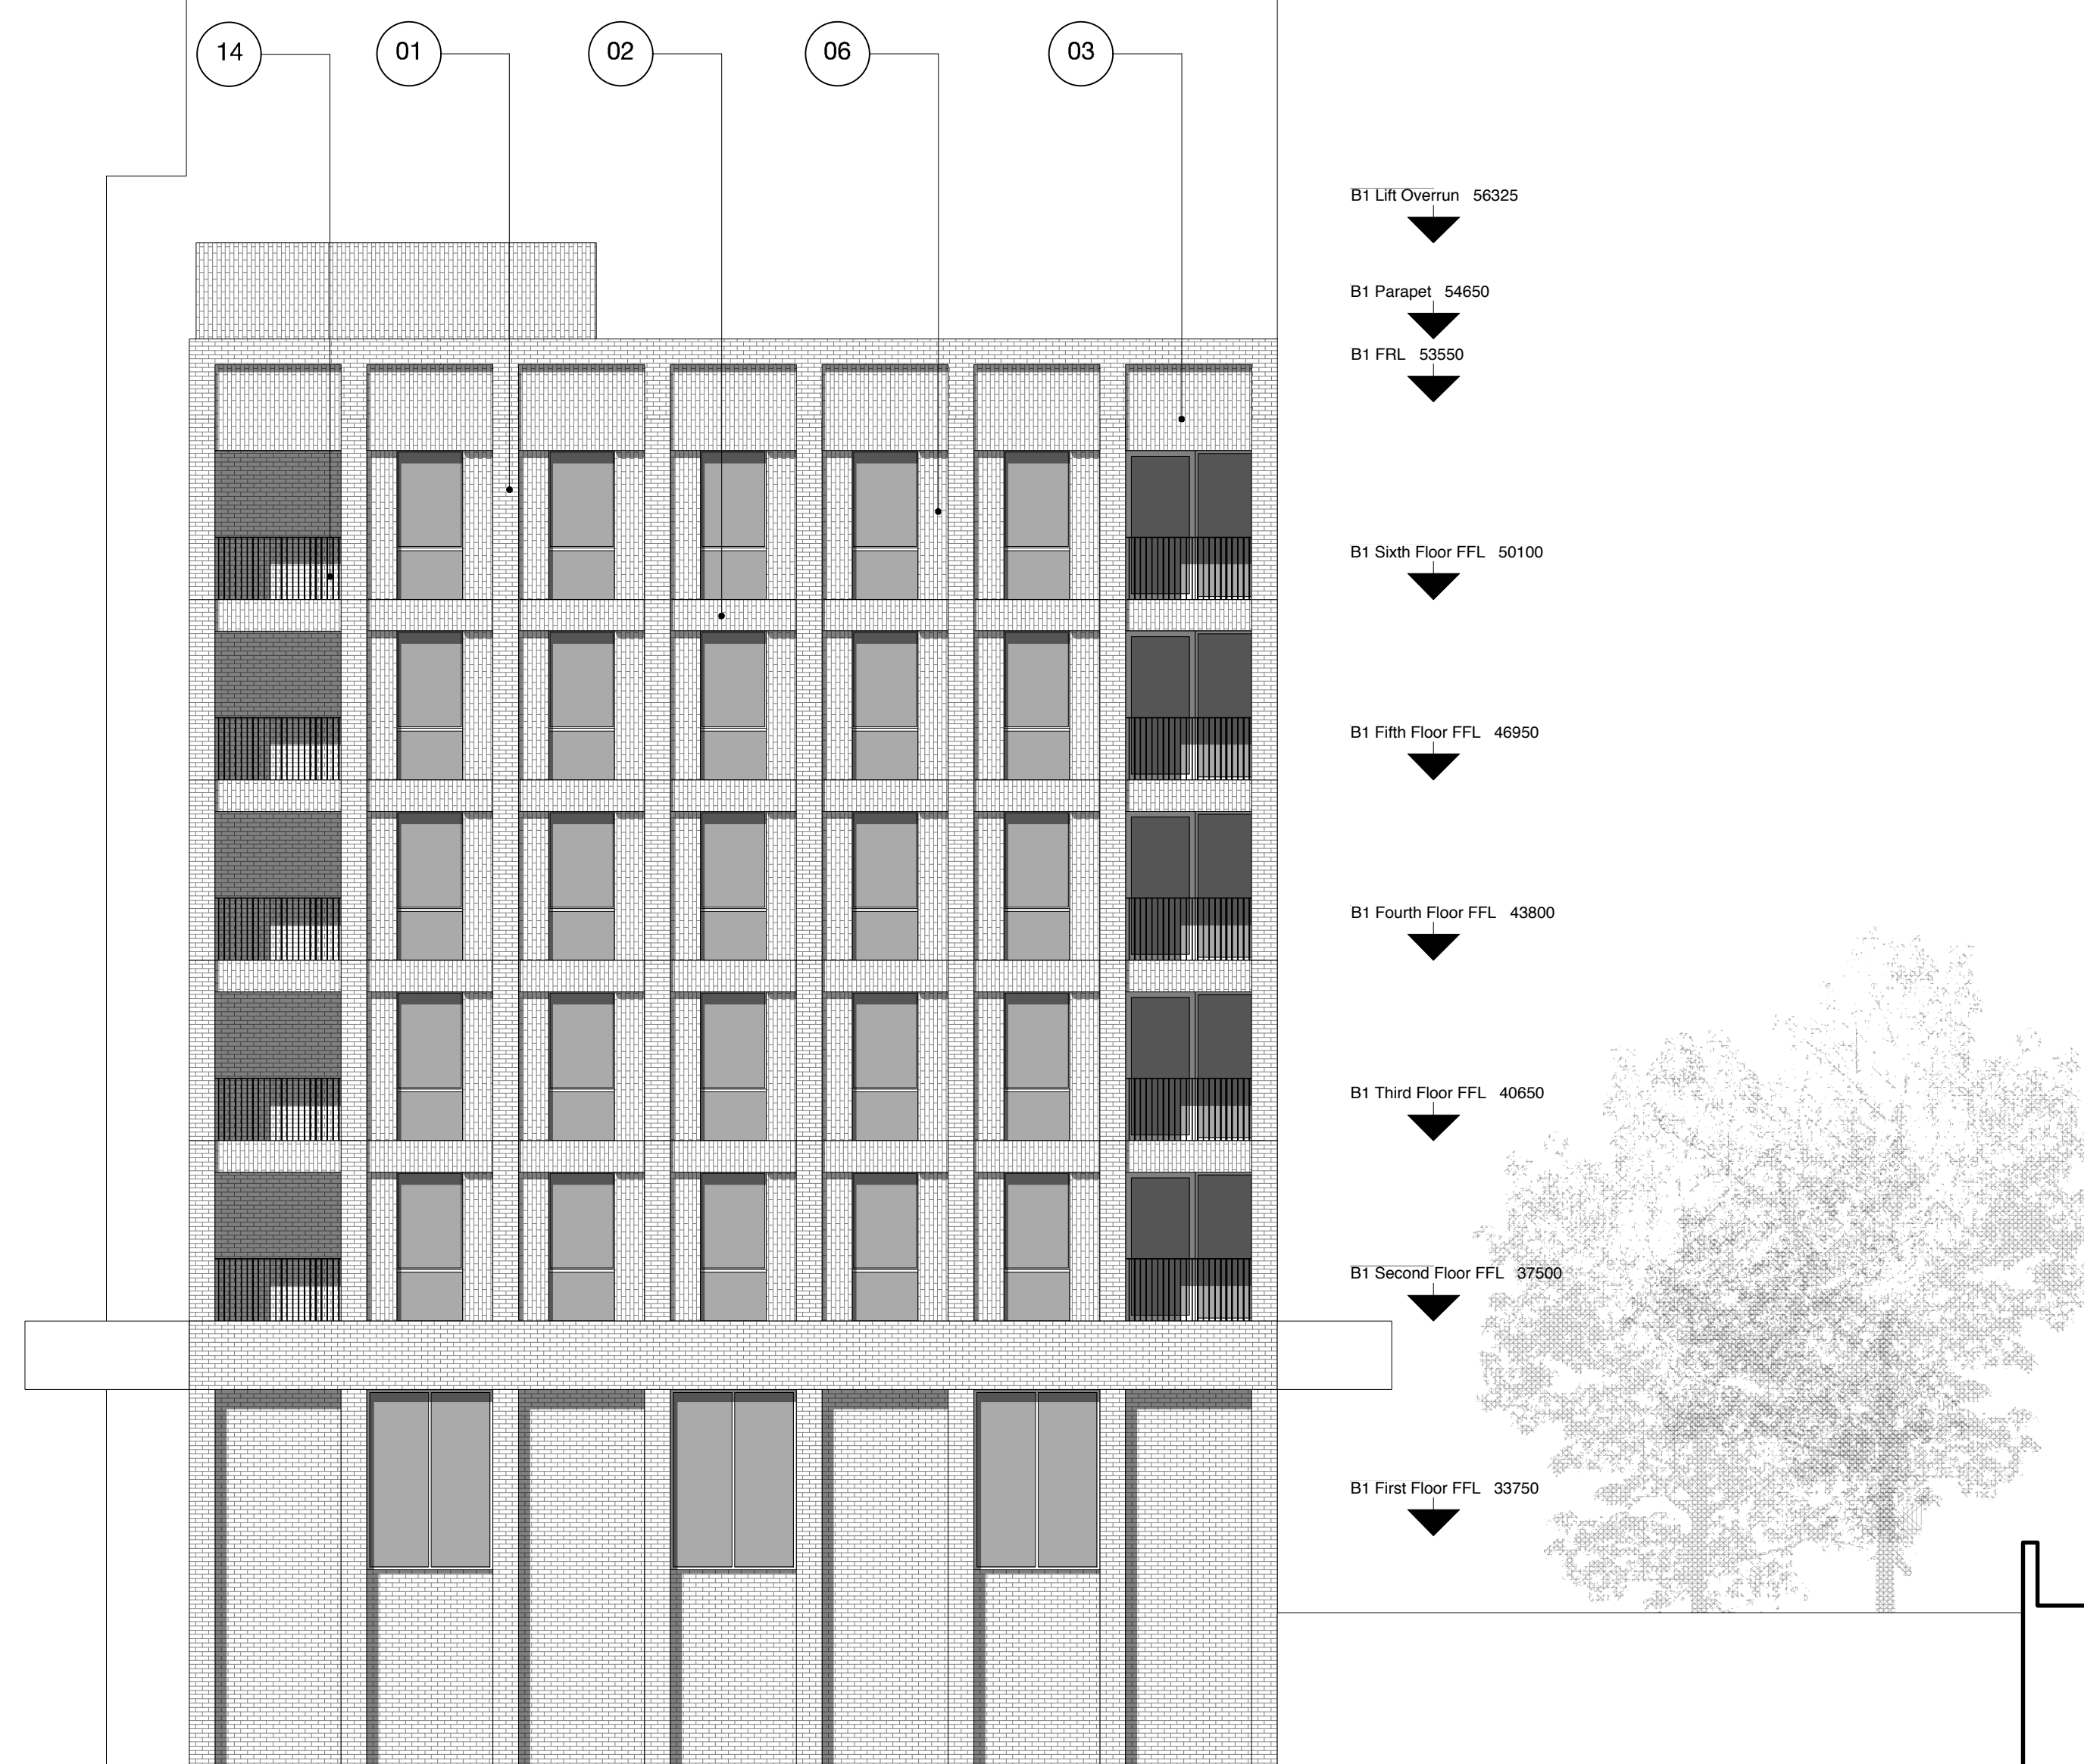 14 01 02 06 03
B1 Lift Overrun 56325
B1 Parapet 54650
B1 FRL 53550
B1 Sixth Floor FFL 50100
B1 Fifth Floor FFL 46950
B1 Fourth Floor FFL 43800
B1 Third Floor FFL 40650
B1 Second Floor FFL 37500
B1 First Floor FFL 33750